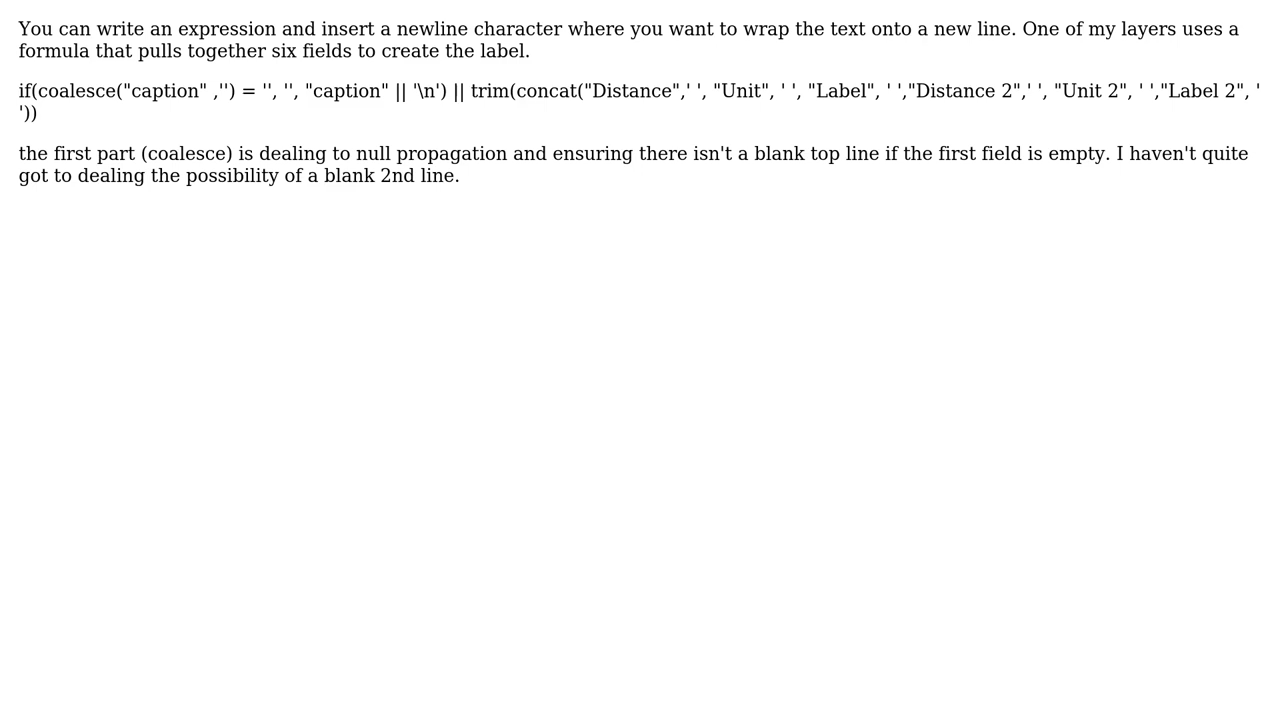 You can write an expression and insert a newline character where you want to wrap the text onto a new line. One of my layers uses a
formula that pulls together six fields to create the label.
if(coalesce("caption" ,'') = '', '', "caption" || '\n') || trim(concat("Distance",' ', "Unit", ' ', "Label", ' ',"Distance 2",' ', "Unit 2", ' ',"Label 2", '
'))
the first part (coalesce) is dealing to null propagation and ensuring there isn't a blank top line if the first field is empty. I haven't quite
got to dealing the possibility of a blank 2nd line.